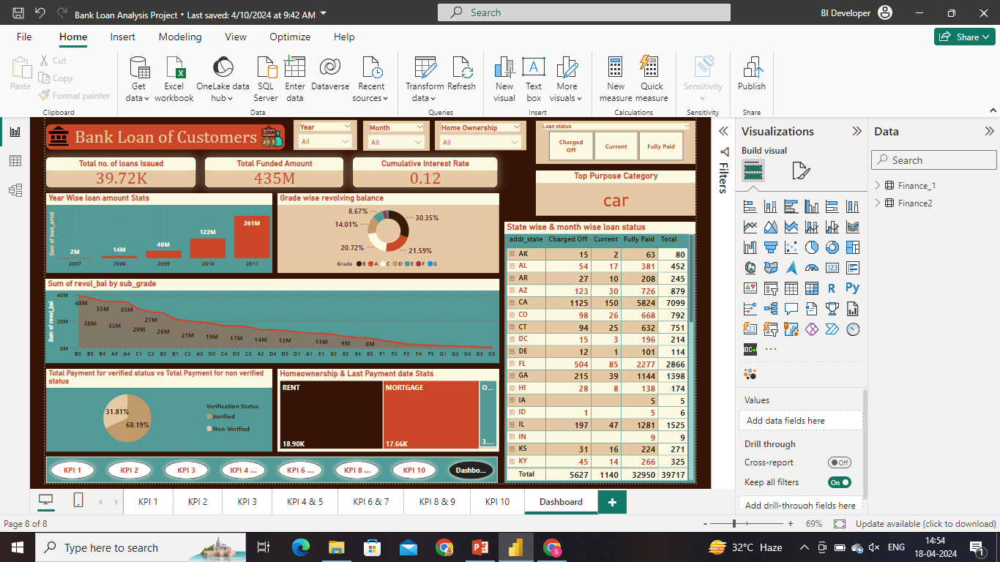 Bank Loan Analysis Project • Last saved: 4/10/2024 at 9:42 AM
Search
BI Developer
File Home Insert Modeling View Optimize Help
Share
Paste
Cut
Copy
Format painter
Get data
Excel workbook
OneLake data hub
SQL Server
Enter data
Dataverse
Recent sources
Transform data
Refresh
New visual
Text box
More visuals
New measure
Quick measure
Sensitivity
Publish
Clipboard Data Queries Insert Calculations Sensitivity Share
Bank Loan of Customers
LOAN
Year
All
Month
All
Home Ownership
All
Loan status
Charged Off
Current
Fully Paid
Total no. of loans Issued
39.72K
Total Funded Amount
435M
Cumulative Interest Rate
0.12
Top Purpose Category
car
Year Wise loan amount Stats
Sum of loan_amnt
2M 14M 46M 122M 261M
2007 2008 2009 2010 2011
Grade wise revolving balance
8.67%
30.35%
14.01%
20.72%
21.59%
Grade B A C D E F G
Sum of revol_bal by sub_grade
Sum of revol_bal
40M
20M
0M
40M 38M 35M 35M 35M 29M 27M 26M 21M 19M 17M 14M 13M 11M 9M 8M
B3 B5 B4 A5 A4 C1 C2 B2 B1 C3 A3 D2 C4 D3 C5 A2 D4 D5 D1 A1 E1 E2 E3 E4 E5 F1 F2 F3 F4 F5 G1 G2 G4 G3 G5
Total Payment for verified status vs Total Payment for non verified
status
31.81%
68.19%
Verification Status
Verified
Non-Verified
Homeownership & Last Payment date Stats
RENT
18.90K
MORTGAGE
17.66K
O...
3....
State wise & month wise loan status
addr_state Charged Off Current Fully Paid Total
AK 15 2 63 80
AL 54 17 381 452
AR 27 10 208 245
AZ 123 30 726 879
CA 1125 150 5824 7099
CO 98 26 668 792
CT 94 25 632 751
DC 15 3 196 214
DE 12 1 101 114
FL 504 85 2277 2866
GA 215 39 1144 1398
HI 28 8 138 174
IA 5 5
ID 1 5 6
IL 197 47 1281 1525
IN 9 9
KS 31 16 224 271
KY 45 14 266 325
Total 5627 1140 32950 39717
KPI 1 KPI 2 KPI 3 KPI 4 ... KPI 6 ... KPI 8 ... KPI 10 Dashbo...
Filters
Visualizations
Build visual
123
R
Py
123
Values
Add data fields here
Drill through
Cross-report
Off
Keep all filters
On
Add drill-through fields here
Data
Search
Finance_1
Finance2
KPI 1 KPI 2 KPI 3 KPI 4 & 5 KPI 6 & 7 KPI 8 & 9 KPI 10 Dashboard
Page 8 of 8
- + 69%
Update available (click to download)
Type here to search
32°C Haze
ENG
14:54
18-04-2024
1